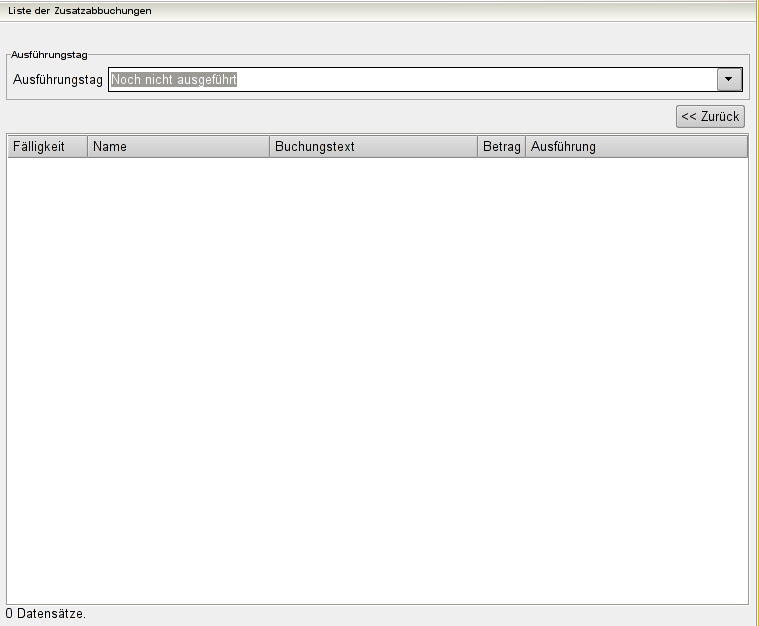 Liste der Zusatzabbuchungen
Ausführungstag
Ausführungstag Noch nicht ausgeführt
<< Zurück
Fälligkeit Name Buchungstext Betrag Ausführung
0 Datensätze.